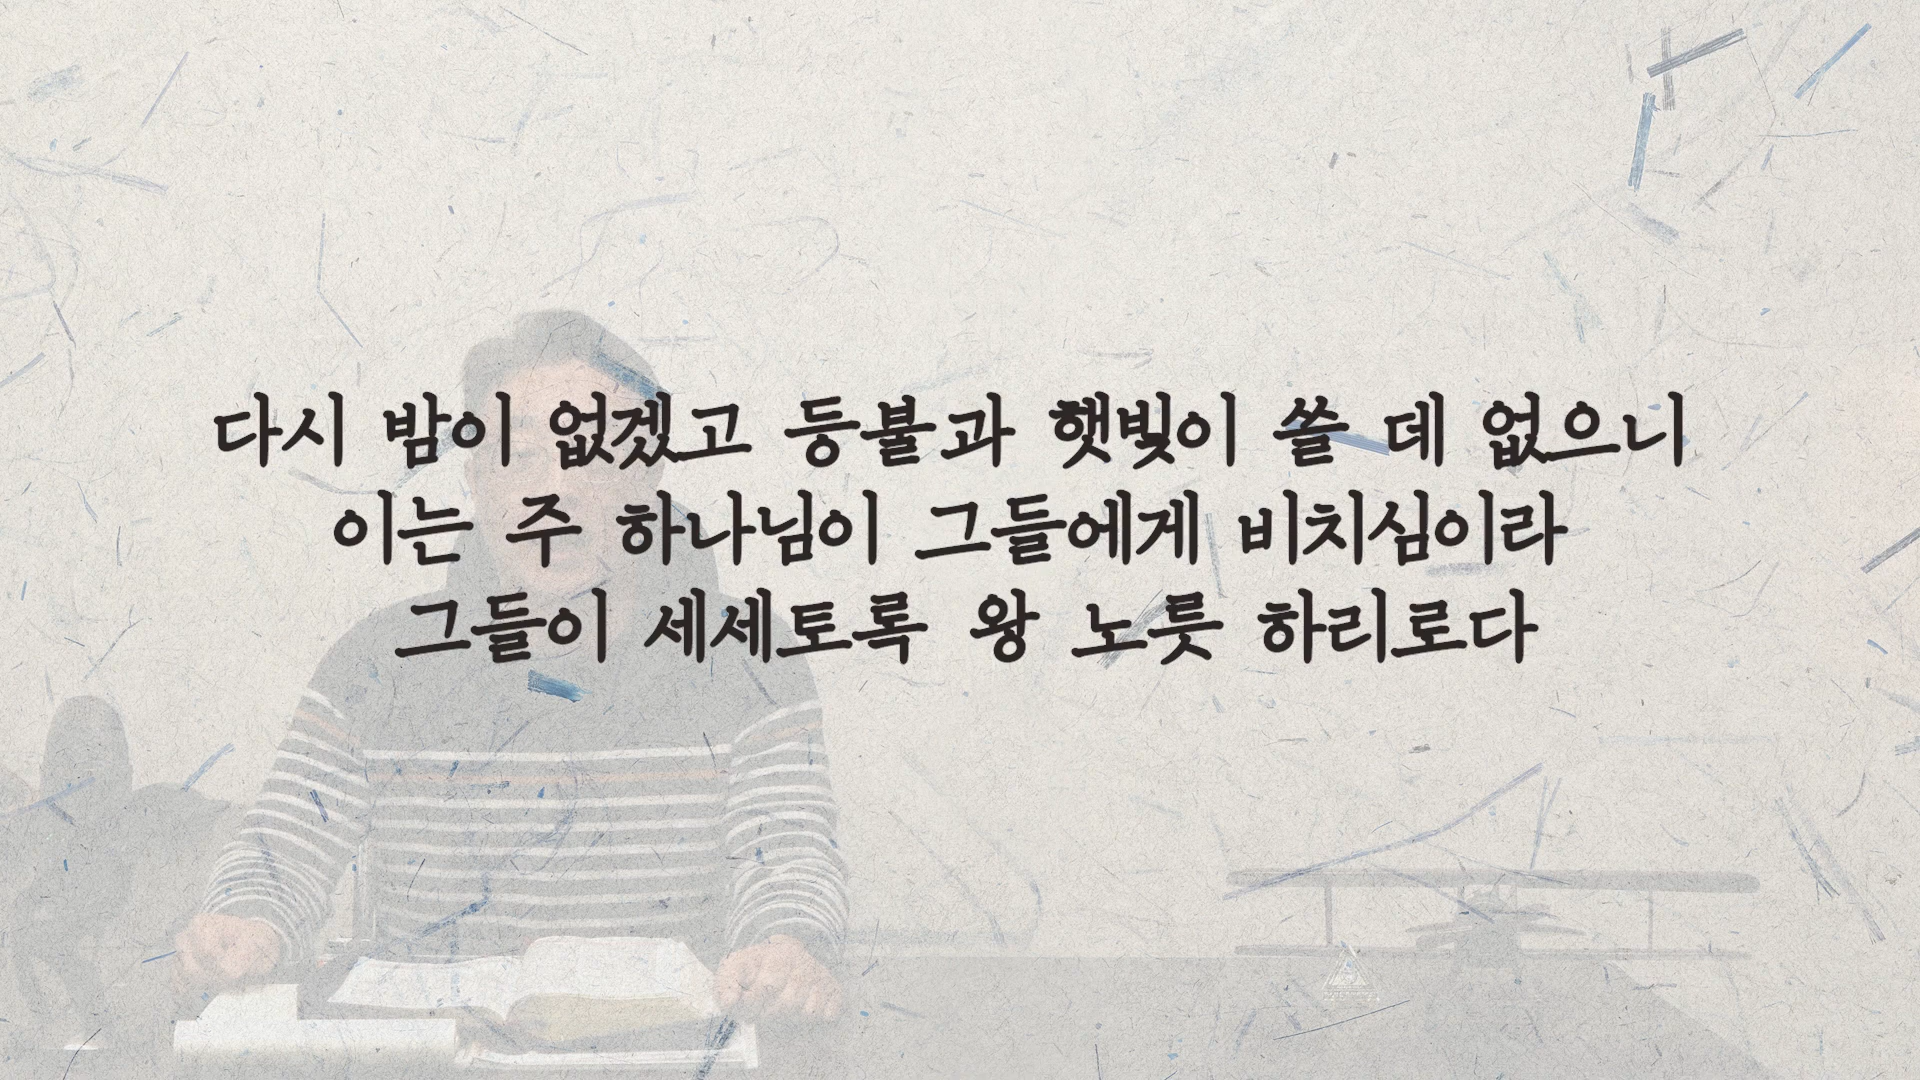 다시 밤이 없겠고 등불과 햇빛이 쓸 데 없으니
이는 주 하나님이 그들에게 비치심이라
그들이 세세토록 왕 노릇 하리로다